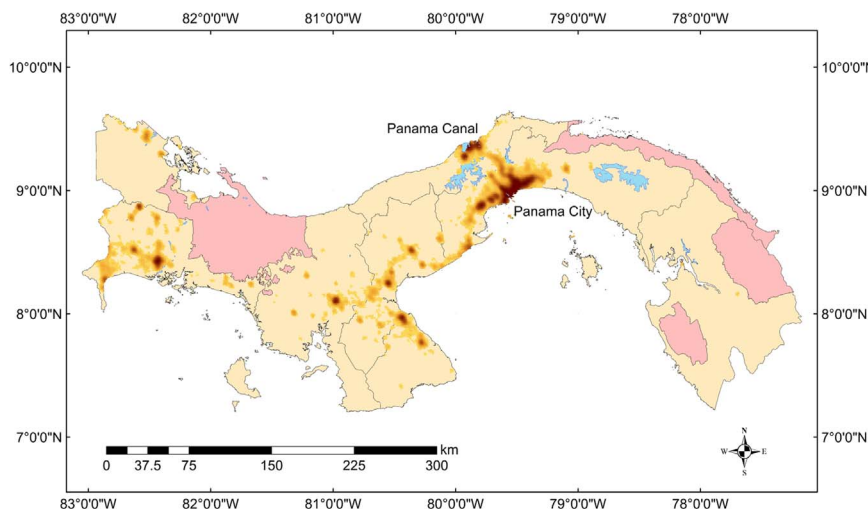 83°0'0"W 82°0'0"W 81°0'0"W 80°0'0"W 79°0'0"W 78°0'0"W
10°0'0"N 10°0'0"N
Panama Canal
9°0'0"N 9°0'0"N
Panama City
8°0'0"N 8°0'0"N
7°0'0"N 7°0'0"N
km
0 37.5 75 150 225 300
N
W E
S
83°0'0"W 82°0'0"W 81°0'0"W 80°0'0"W 79°0'0"W 78°0'0"W